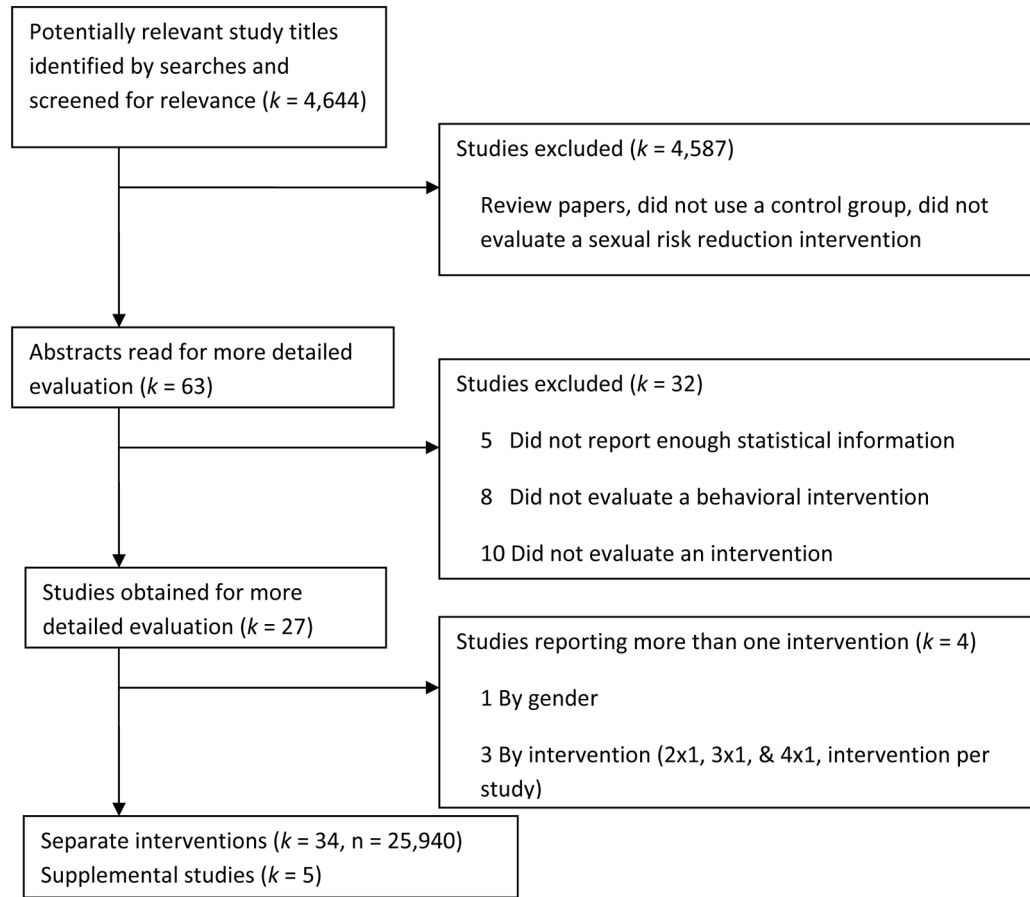 Potentially relevant study titles
identified by searches and
screened for relevance (k = 4,644)
Studies excluded (k = 4,587)
Review papers, did not use a control group, did not
evaluate a sexual risk reduction intervention
Abstracts read for more detailed
evaluation (k = 63)
Studies excluded (k = 32)
5 Did not report enough statistical information
8 Did not evaluate a behavioral intervention
10 Did not evaluate an intervention
Studies obtained for more
detailed evaluation (k = 27)
Studies reporting more than one intervention (k = 4)
1 By gender
3 By intervention (2x1, 3x1, & 4x1, intervention per
study)
Separate interventions (k = 34, n = 25,940)
Supplemental studies (k = 5)